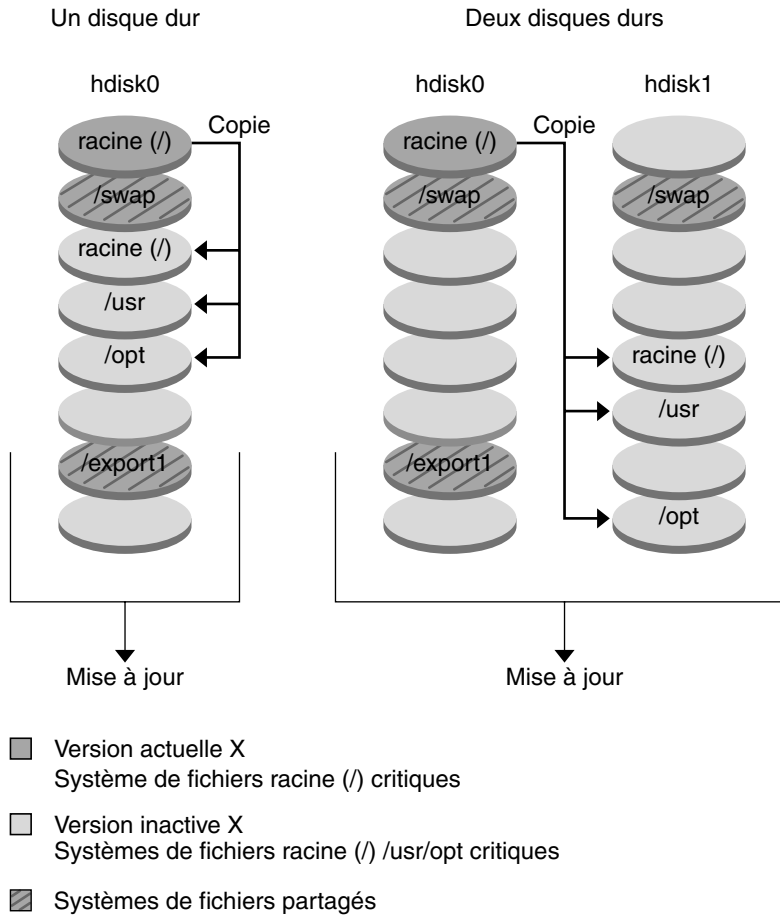 Un disque dur
Deux disques durs
hdisk0
hdisk0
hdisk1
racine (/)
Copie
/swap
racine (/)
/usr
/opt
/export1
racine (/)
Copie
/swap
/export1
/swap
racine (/)
/usr
/opt
Mise à jour
Mise à jour
Version actuelle X
Système de fichiers racine (/) critiques
Version inactive X
Systèmes de fichiers racine (/) /usr/opt critiques
Systèmes de fichiers partagés